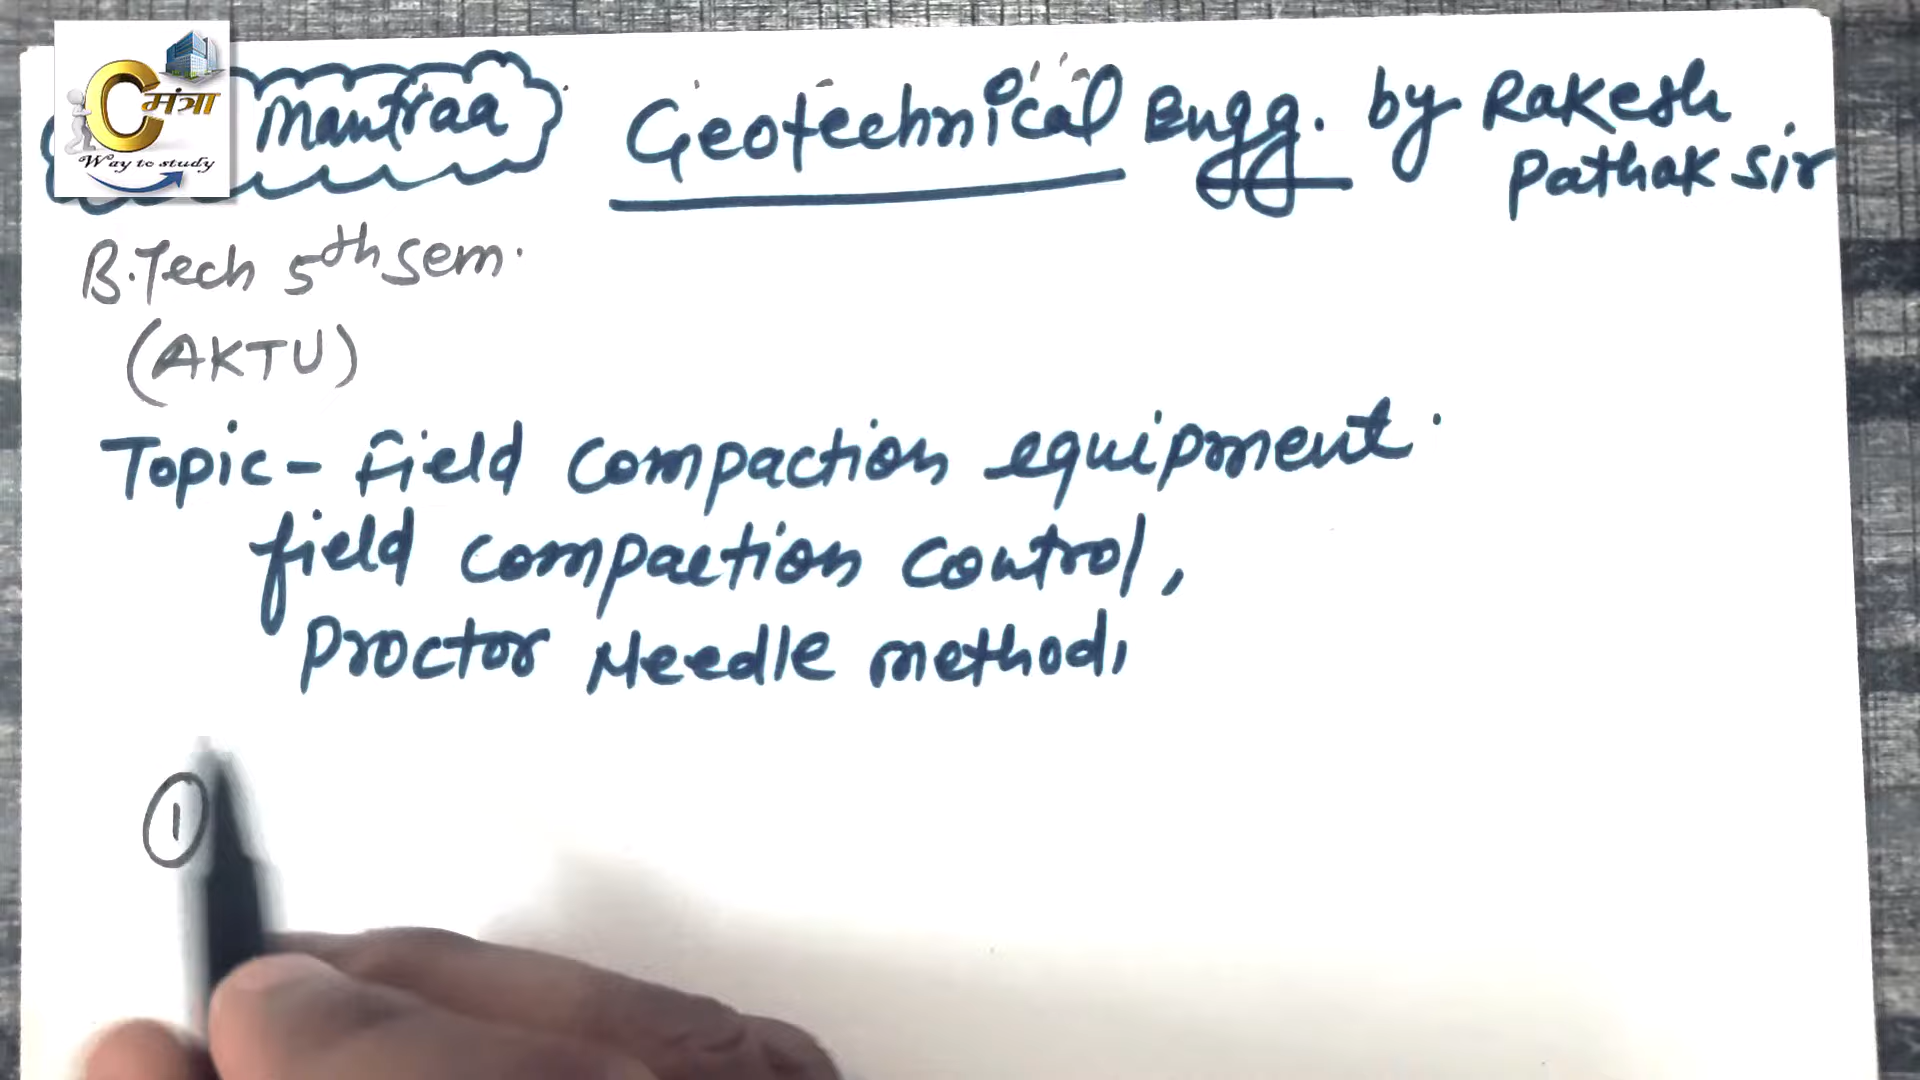 C मंत्रा
Way to study
Mantraa
Geotechnical Engg. by Rakesh
Pathak Sir
B.Tech 5th Sem.
(AKTU)
Topic - Field compaction equipment.
field compaction control,
Proctor Needle method,
1